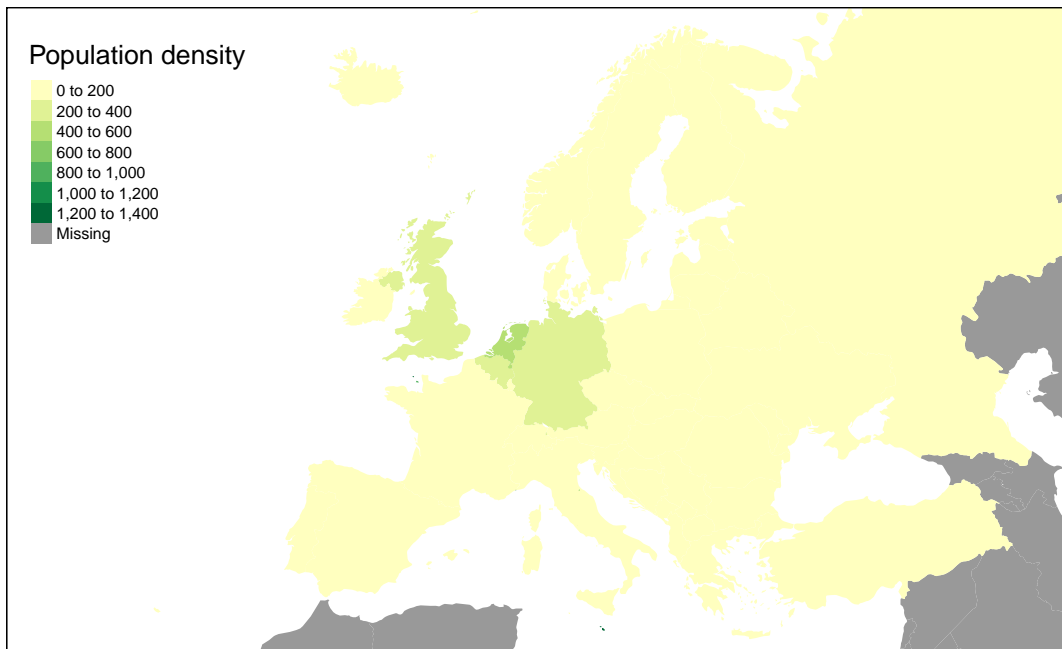 Population density
0 to 200
200 to 400
400 to 600
600 to 800
800 to 1,000
1,000 to 1,200
1,200 to 1,400
Missing